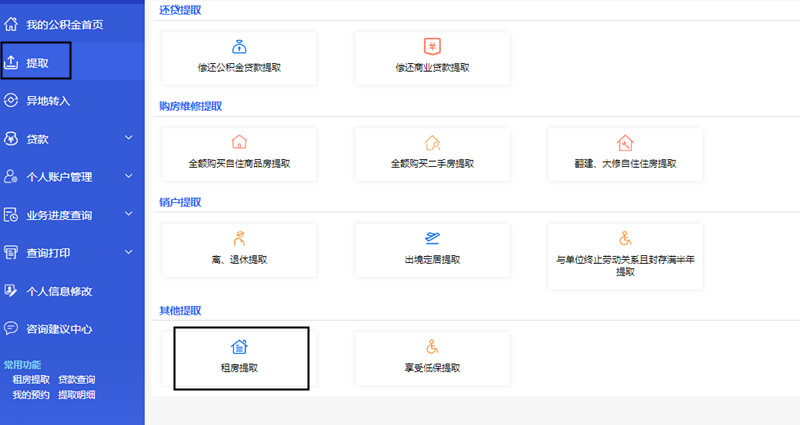 我的公积金首页
提取
异地转入
贷款
个人账户管理
业务进度查询
查询打印
个人信息修改
咨询建议中心
常用功能
租房提取 贷款查询
我的预约 提取明细
还贷提取
偿还公积金贷款提取 偿还商业贷款提取
购房维修提取
全额购买自住商品房提取 全额购买二手房提取 翻建、大修自住住房提取
销户提取
离、退休提取 出境定居提取 与单位终止劳动关系且封存满半年
提取
其他提取
租房提取 享受低保提取